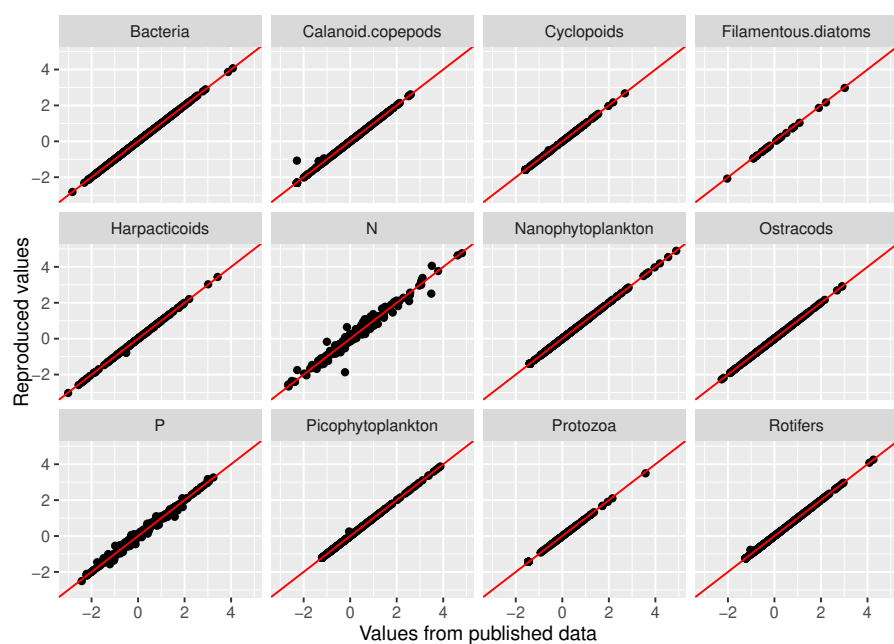 Bacteria Calanoid.copepods Cyclopoids Filamentous.diatoms
4
2
0
−2
Harpacticoids N Nanophytoplankton Ostracods
4
2
0
−2
P Picophytoplankton Protozoa Rotifers
4
2
0
−2
−2 0 2 4 −2 0 2 4 −2 0 2 4 −2 0 2 4
Values from published data
Reproduced values